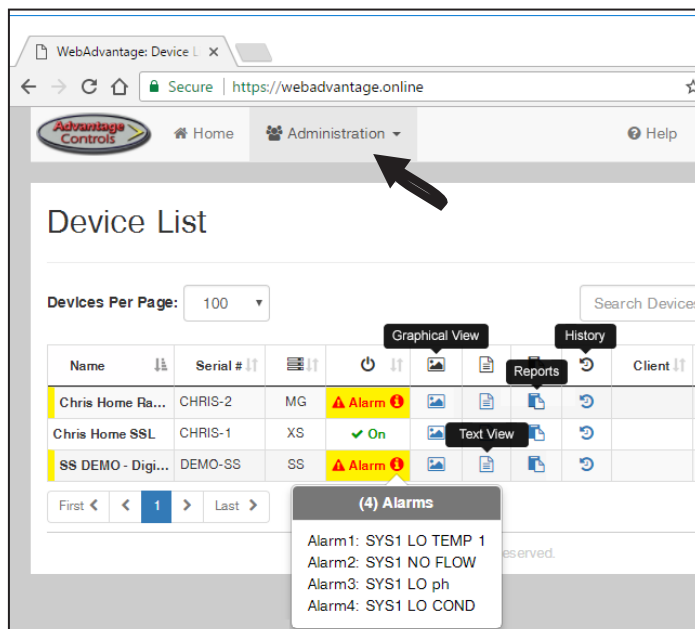 WebAdvantage: Device L
Secure https://webadvantage.online
Advantage
Controls
Home Administration Help
Device List
Devices Per Page: 100 Search Devices
Graphical View History
Name Serial # Reports Client
Chris Home Ra... CHRIS-2 MG Alarm
Chris Home SSL CHRIS-1 XS On Text View
SS DEMO - Digi... DEMO-SS SS Alarm
First 1 Last
(4) Alarms
Alarm1: SYS1 LO TEMP 1
Alarm2: SYS1 NO FLOW
eserved.
Alarm3: SYS1 LO ph
Alarm4: SYS1 LO COND